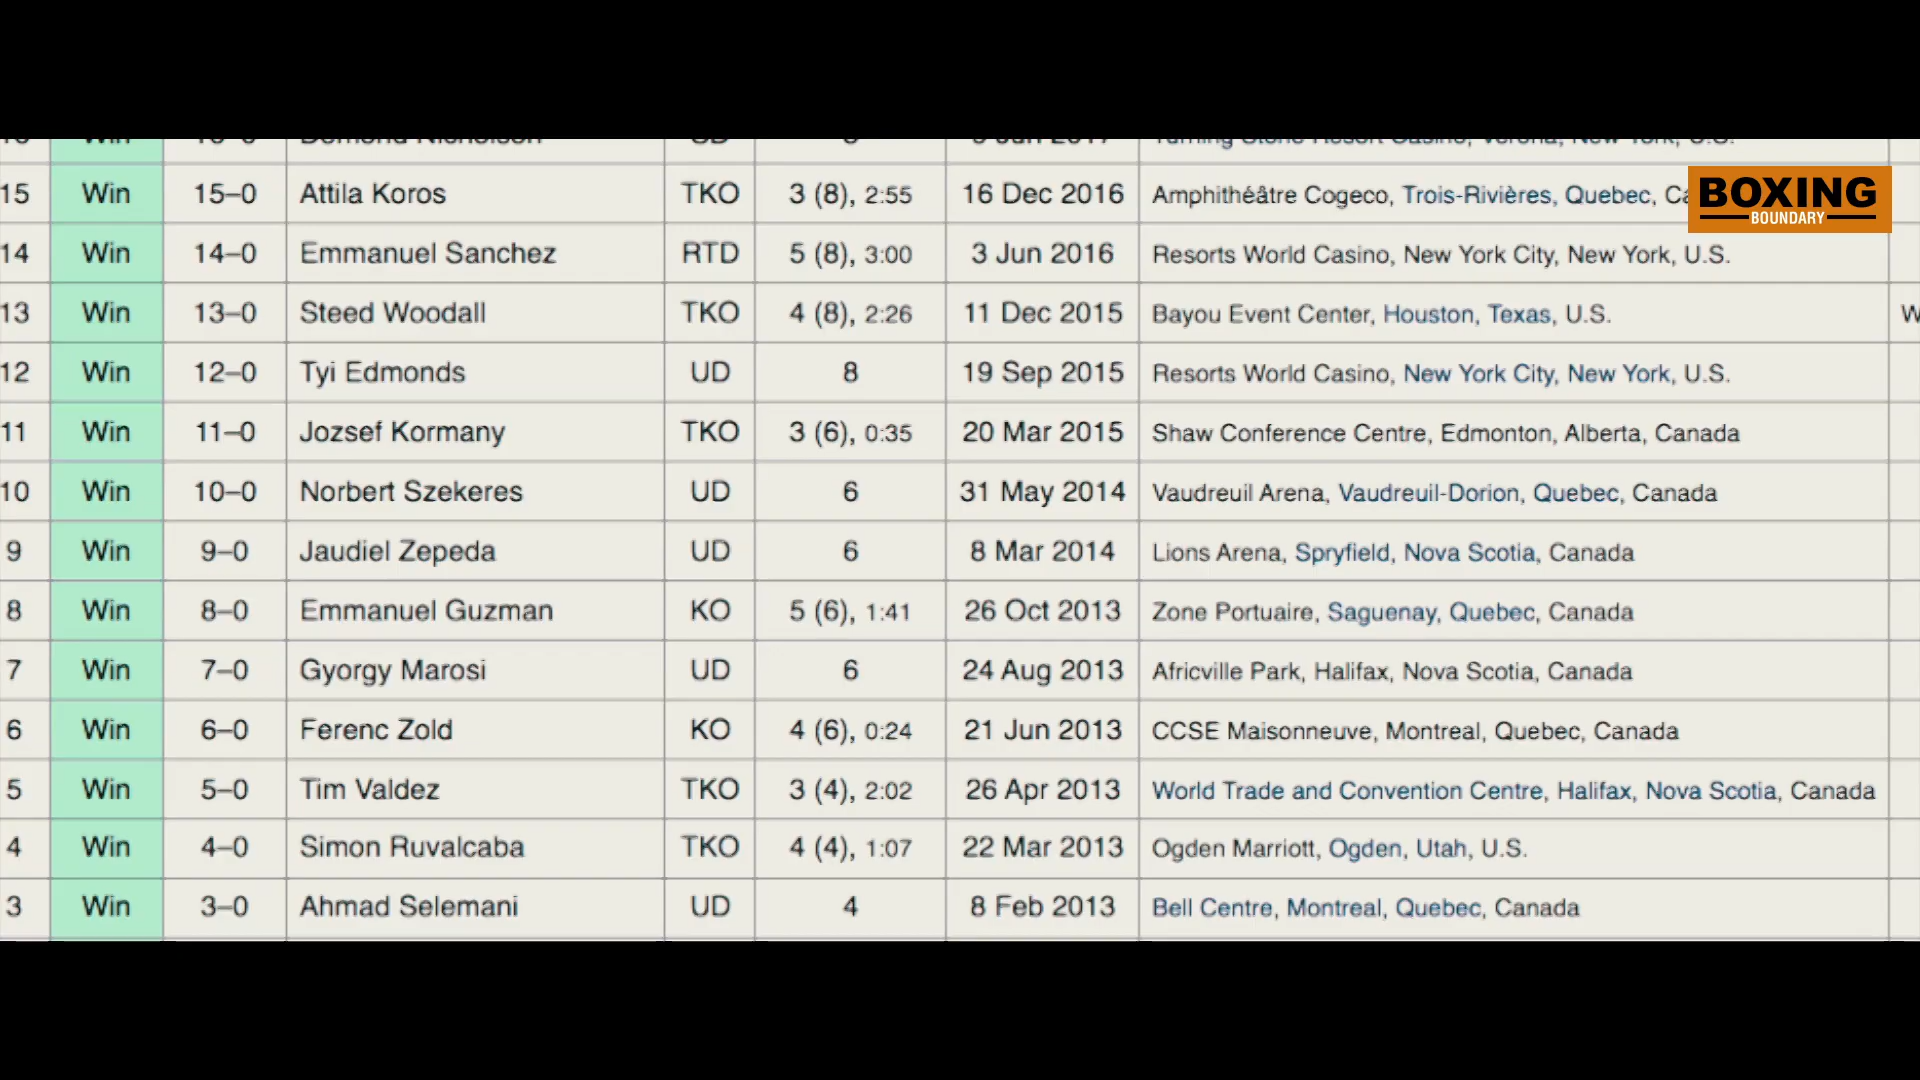 Win Demond Nicholson UD Turning Stone Resort Casino, Verona, New York, U.S.
15 Win 15–0 Attila Koros TKO 3 (8), 2:55 16 Dec 2016 Amphithéâtre Cogeco, Trois-Rivières, Quebec, Ca
BOXING
BOUNDARY
14 Win 14–0 Emmanuel Sanchez RTD 5 (8), 3:00 3 Jun 2016 Resorts World Casino, New York City, New York, U.S.
13 Win 13–0 Steed Woodall TKO 4 (8), 2:26 11 Dec 2015 Bayou Event Center, Houston, Texas, U.S. W
12 Win 12–0 Tyi Edmonds UD 8 19 Sep 2015 Resorts World Casino, New York City, New York, U.S.
11 Win 11–0 Jozsef Kormany TKO 3 (6), 0:35 20 Mar 2015 Shaw Conference Centre, Edmonton, Alberta, Canada
10 Win 10–0 Norbert Szekeres UD 6 31 May 2014 Vaudreuil Arena, Vaudreuil-Dorion, Quebec, Canada
9 Win 9–0 Jaudiel Zepeda UD 6 8 Mar 2014 Lions Arena, Spryfield, Nova Scotia, Canada
8 Win 8–0 Emmanuel Guzman KO 5 (6), 1:41 26 Oct 2013 Zone Portuaire, Saguenay, Quebec, Canada
7 Win 7–0 Gyorgy Marosi UD 6 24 Aug 2013 Africville Park, Halifax, Nova Scotia, Canada
6 Win 6–0 Ferenc Zold KO 4 (6), 0:24 21 Jun 2013 CCSE Maisonneuve, Montreal, Quebec, Canada
5 Win 5–0 Tim Valdez TKO 3 (4), 2:02 26 Apr 2013 World Trade and Convention Centre, Halifax, Nova Scotia, Canada
4 Win 4–0 Simon Ruvalcaba TKO 4 (4), 1:07 22 Mar 2013 Ogden Marriott, Ogden, Utah, U.S.
3 Win 3–0 Ahmad Selemani UD 4 8 Feb 2013 Bell Centre, Montreal, Quebec, Canada